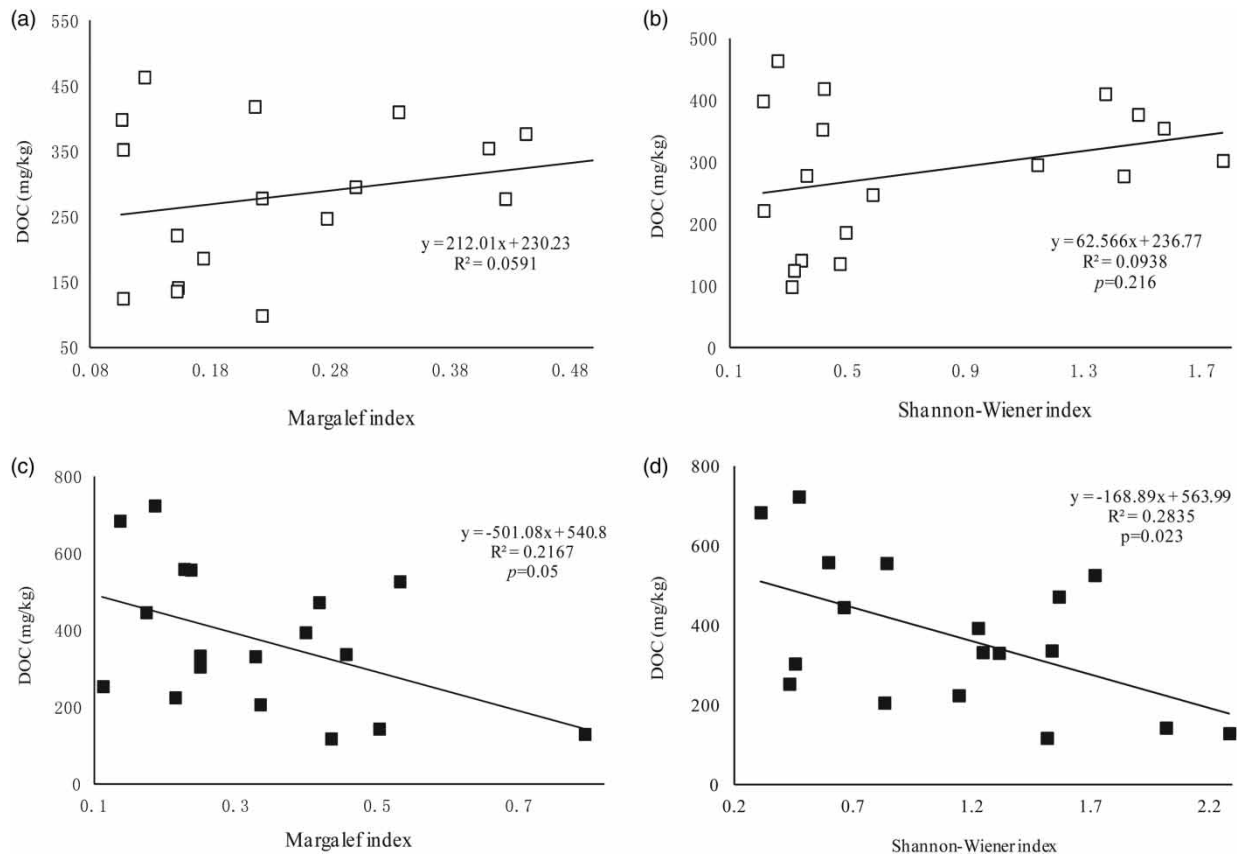 (a)
550
450
350
250
150
50
DOC (mg/kg)
y = 212.01x + 230.23
R² = 0.0591
0.08 0.18 0.28 0.38 0.48
Margalef index
(b)
500
400
300
200
100
0
DOC (mg/kg)
y = 62.566x + 236.77
R² = 0.0938
p=0.216
0.1 0.5 0.9 1.3 1.7
Shannon-Wiener index
(c)
800
600
400
200
0
DOC (mg/kg)
y = -501.08x + 540.8
R² = 0.2167
p=0.05
0.1 0.3 0.5 0.7
Margalef index
(d)
800
600
400
200
0
DOC (mg/kg)
y = -168.89x + 563.99
R² = 0.2835
p=0.023
0.2 0.7 1.2 1.7 2.2
Shannon-Wiener index